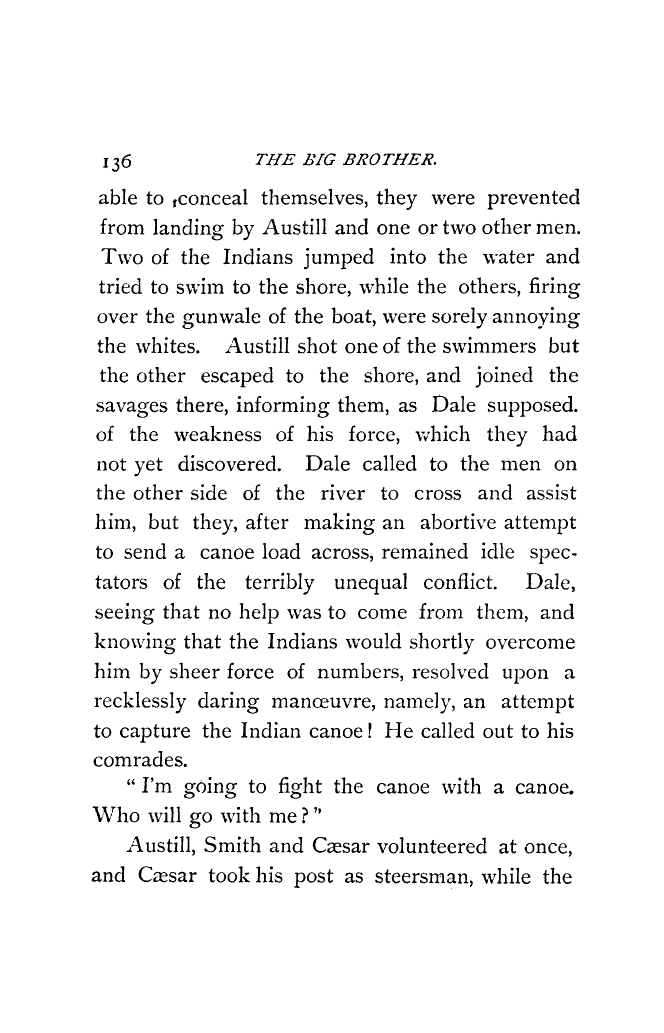 136 THE BIG BROTHER.
able to conceal themselves, they were prevented
from landing by Austill and one or two other men.
Two of the Indians jumped into the water and
tried to swim to the shore, while the others, firing
over the gunwale of the boat, were sorely annoying
the whites. Austill shot one of the swimmers but
the other escaped to the shore, and joined the
savages there, informing them, as Dale supposed.
of the weakness of his force, which they had
not yet discovered. Dale called to the men on
the other side of the river to cross and assist
him, but they, after making an abortive attempt
to send a canoe load across, remained idle spec-
tators of the terribly unequal conflict. Dale,
seeing that no help was to come from them, and
knowing that the Indians would shortly overcome
him by sheer force of numbers, resolved upon a
recklessly daring manœuvre, namely, an attempt
to capture the Indian canoe! He called out to his
comrades.
“ I'm going to fight the canoe with a canoe.
Who will go with me?”
Austill, Smith and Cæsar volunteered at once,
and Cæsar took his post as steersman, while the